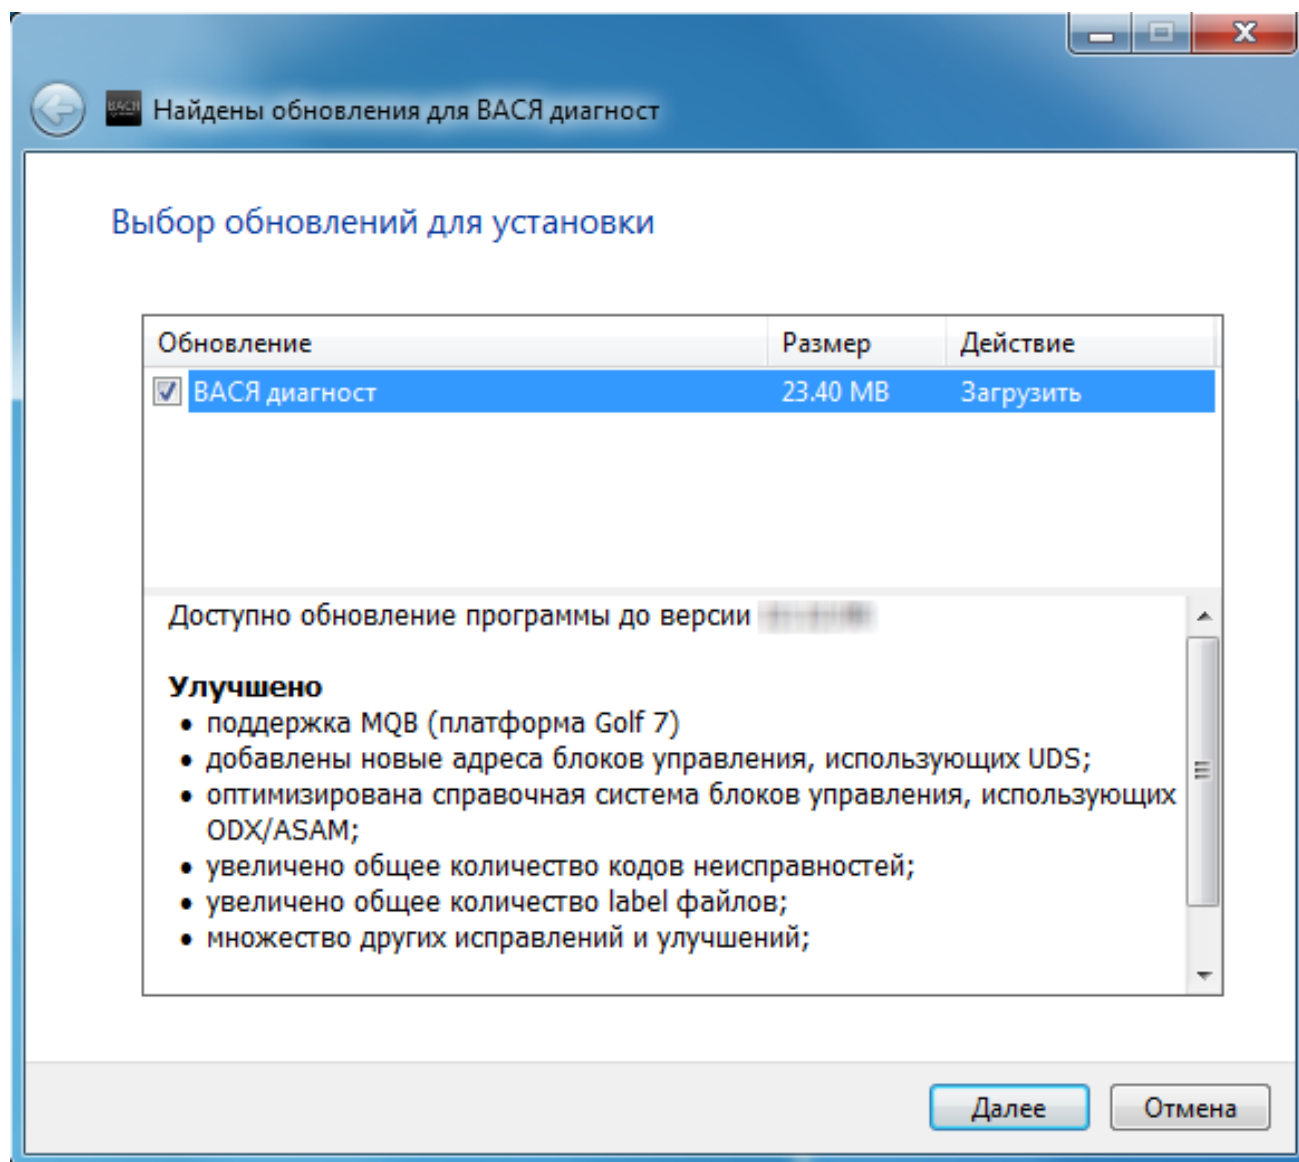 Найдены обновления для ВАСЯ диагност
Выбор обновлений для установки
Обновление Размер Действие
ВАСЯ диагност 23.40 MB Загрузить
Доступно обновление программы до версии
Улучшено
• поддержка MQB (платформа Golf 7)
• добавлены новые адреса блоков управления, использующих UDS;
• оптимизирована справочная система блоков управления, использующих
ODX/ASAM;
• увеличено общее количество кодов неисправностей;
• увеличено общее количество label файлов;
• множество других исправлений и улучшений;
Далее Отмена